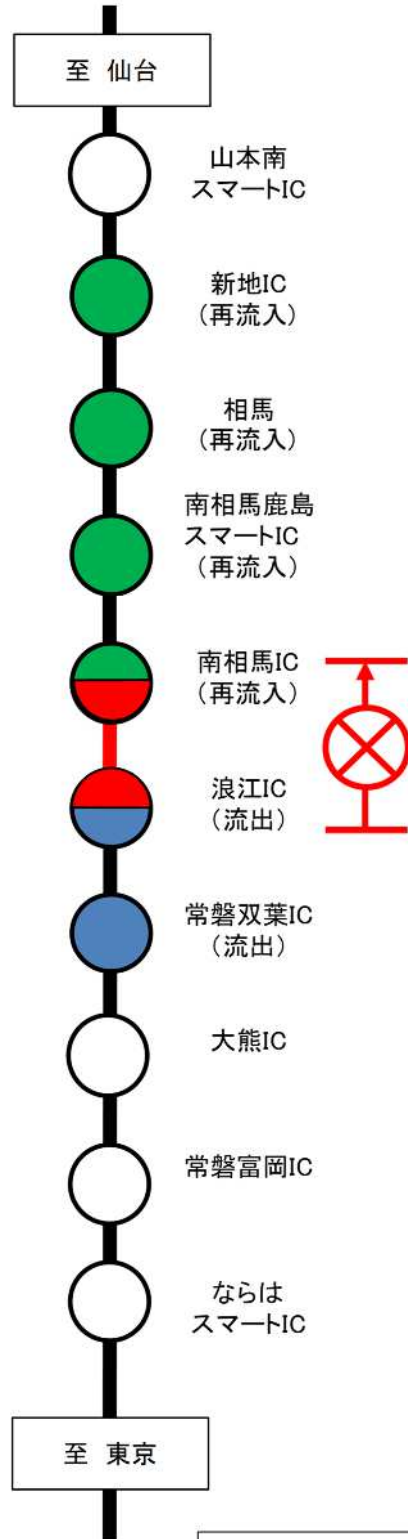 至 仙台
山本南
スマートIC
新地IC
(再流入)
相馬
(再流入)
南相馬鹿島
スマートIC
(再流入)
南相馬IC
(再流入)
浪江IC
(流出)
常磐双葉IC
(流出)
大熊IC
常磐富岡IC
ならは
スマートIC
至 東京